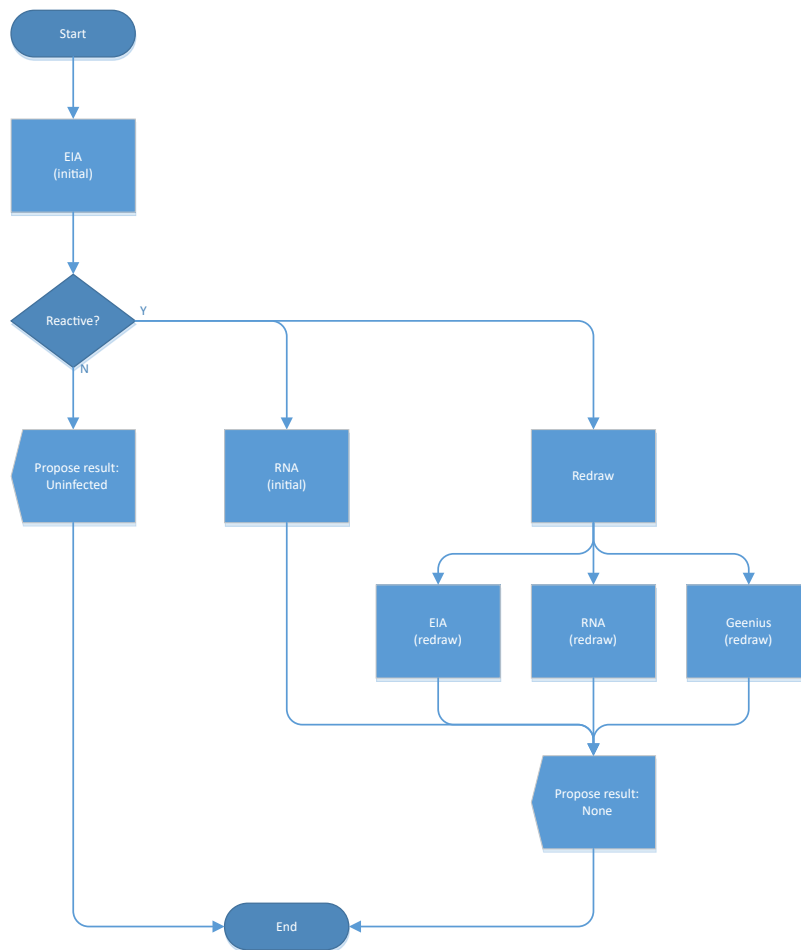 Start
EIA
(initial)
Reactive?
Y
N
Propose result:
Uninfected
RNA
(initial)
Redraw
EIA
(redraw)
RNA
(redraw)
Geenius
(redraw)
Propose result:
None
End